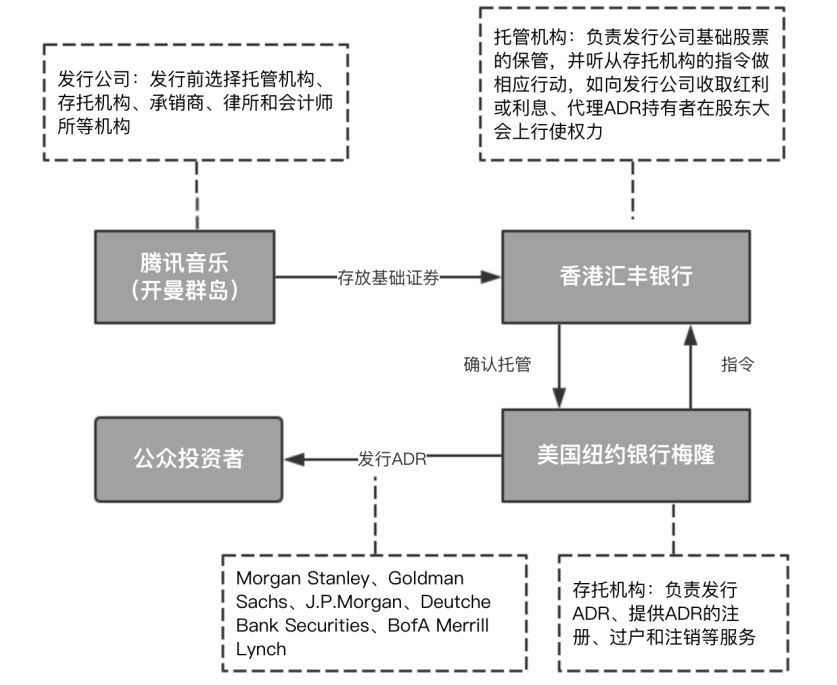 发行公司：发行前选择托管机构、
存托机构、承销商、律所和会计师
所等机构
托管机构：负责发行公司基础股票
的保管，并听从存托机构的指令做
相应行动，如向发行公司收取红利
或利息、代理ADR持有者在股东大
会上行使权力
腾讯音乐
（开曼群岛）
存放基础证券
香港汇丰银行
确认托管
指令
公众投资者
发行ADR
美国纽约银行梅隆
Morgan Stanley、Goldman
Sachs、J.P.Morgan、Deutche
Bank Securities、BofA Merrill
Lynch
存托机构：负责发行
ADR、提供ADR的注
册、过户和注销等服务